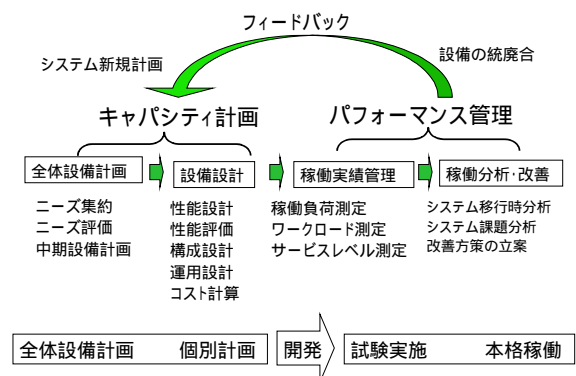 フィードバック
システム新規計画
設備の統廃合
キャパシティ計画
パフォーマンス管理
全体設備計画
設備設計
稼働実績管理
稼働分析・改善
ニーズ集約
ニーズ評価
中期設備計画
性能設計
性能評価
構成設計
運用設計
コスト計算
稼働負荷測定
ワークロード測定
サービスレベル測定
システム移行時分析
システム課題分析
改善方策の立案
全体設備計画 個別計画
開発
試験実施 本格稼働